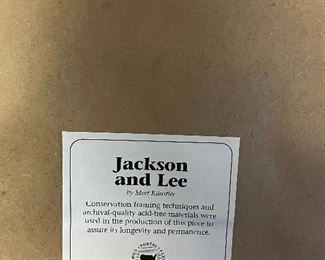 Jackson
and Lee
by Mort Künstler
Conservation framing techniques and
archival-quality acid-free materials were
used in the production of this piece to
assure its longevity and permanence.
POSTAL